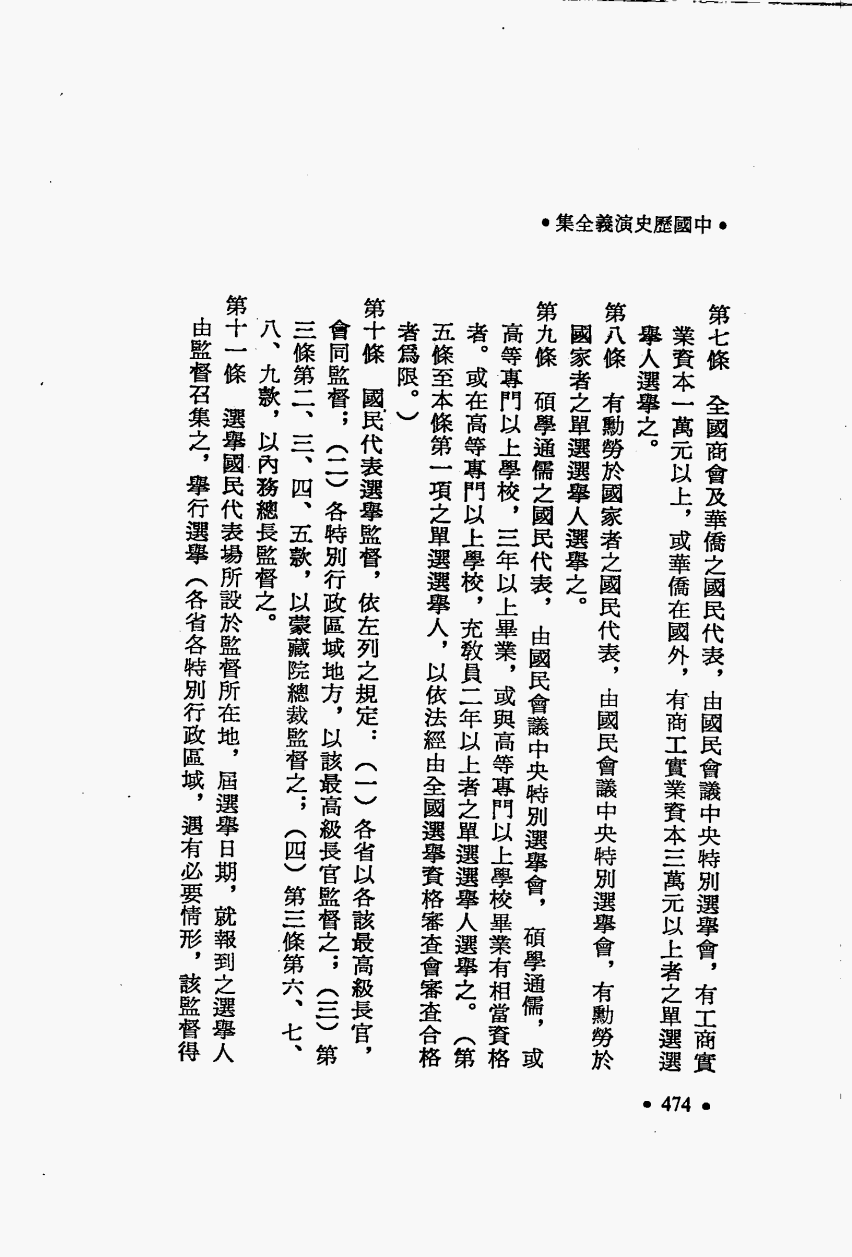 •中國歷史演義全集•
第七條　全國商會及華僑之國民代表，由國民會議中央特別選舉會，有工商實
業資本一萬元以上，或華僑在國外，有商工實業資本三萬元以上者之單選選
舉人選舉之。
第八條　有勳勞於國家者之國民代表，由國民會議中央特別選舉會，有勳勞於
國家者之單選選舉人選舉之。
第九條　碩學通儒之國民代表，由國民會議中央特別選舉會，碩學通儒，或
高等專門以上學校，三年以上畢業，或與高等專門以上學校畢業有相當資格
者。或在高等專門以上學校，充教員二年以上者之單選選舉人選舉之。（第
五條至本條第一項之單選選舉人，以依法經由全國選舉資格審查會審查合格
者爲限。）
第十條　國民代表選舉監督，依左列之規定：（一）各省以各該最高級長官，
會同監督；（二）各特別行政區域地方，以該最高級長官監督之；（三）第
三條第二、三、四、五款，以蒙藏院總裁監督之；（四）第三條第六、七、
八、九款，以內務總長監督之。
第十一條　選舉國民代表場所設於監督所在地，屆選舉日期，就報到之選舉人
由監督召集之，舉行選舉（各省各特別行政區域，遇有必要情形，該監督得
• 474 •